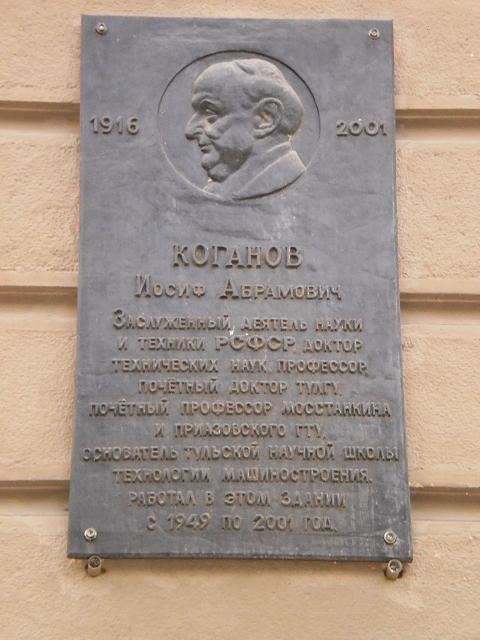 1916 2001
КОГАНОВ
Иосиф Абрамович
Заслуженный деятель науки
и техники РСФСР, доктор
технических наук, профессор,
почётный доктор ТулГУ,
почётный профессор Мосстанкина
и Приазовского ГТУ,
основатель тульской научной школы
технологии машиностроения.
работал в этом здании
с 1949 по 2001 год.